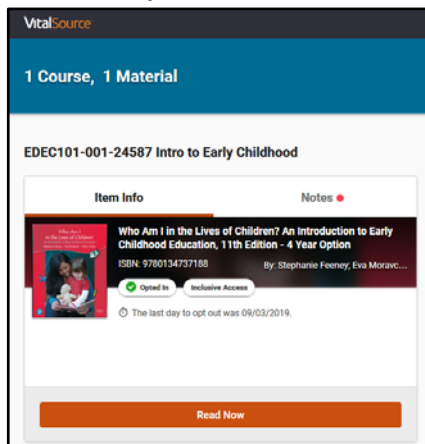 VitalSource
1 Course, 1 Material
EDEC101-001-24587 Intro to Early Childhood
Item Info
Notes
Who Am I in the Lives of Children? An Introduction to Early
Childhood Education, 11th Edition - 4 Year Option
ISBN: 9780134737188
By: Stephanie Feeney; Eva Moravc...
Opted In
Inclusive Access
The last day to opt out was 09/03/2019.
Read Now